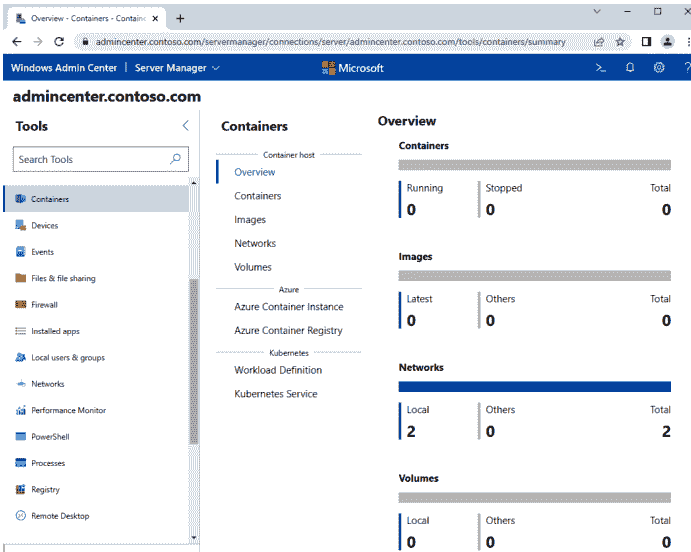 Overview - Containers - Containe
admincenter.contoso.com/servermanager/connections/server/admincenter.contoso.com/tools/containers/summary
Windows Admin Center | Server Manager
Microsoft
?
admincenter.contoso.com
Tools
Search Tools
Containers
Devices
Events
Files & file sharing
Firewall
Installed apps
Local users & groups
Networks
Performance Monitor
PowerShell
Processes
Registry
Remote Desktop
Containers
Container host
Overview
Containers
Images
Networks
Volumes
Azure
Azure Container Instance
Azure Container Registry
Kubernetes
Workload Definition
Kubernetes Service
Overview
Containers
Running Stopped Total
0 0 0
Images
Latest Others Total
0 0 0
Networks
Local Others Total
2 0 2
Volumes
Local Others Total
0 0 0